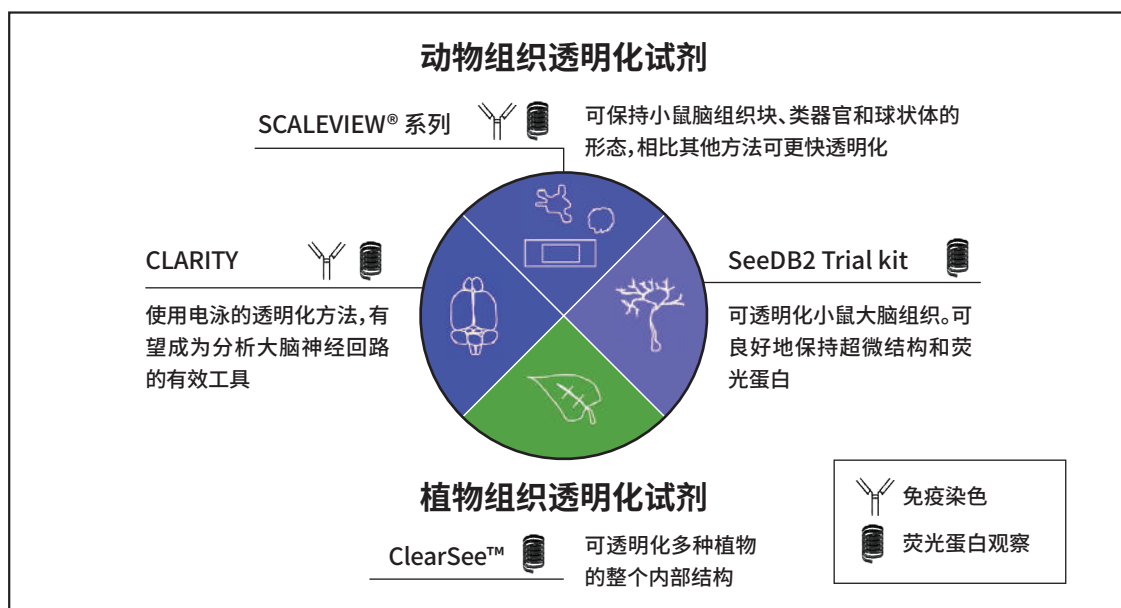 动物组织透明化试剂
SCALEVIEW® 系列
可保持小鼠脑组织块、类器官和球状体的
形态，相比其他方法可更快透明化
CLARITY
使用电泳的透明化方法，有
望成为分析大脑神经回路
的有效工具
SeeDB2 Trial kit
可透明化小鼠大脑组织。可
良好地保持超微结构和荧
光蛋白
植物组织透明化试剂
ClearSee™
可透明化多种植物
的整个内部结构
免疫染色
荧光蛋白观察